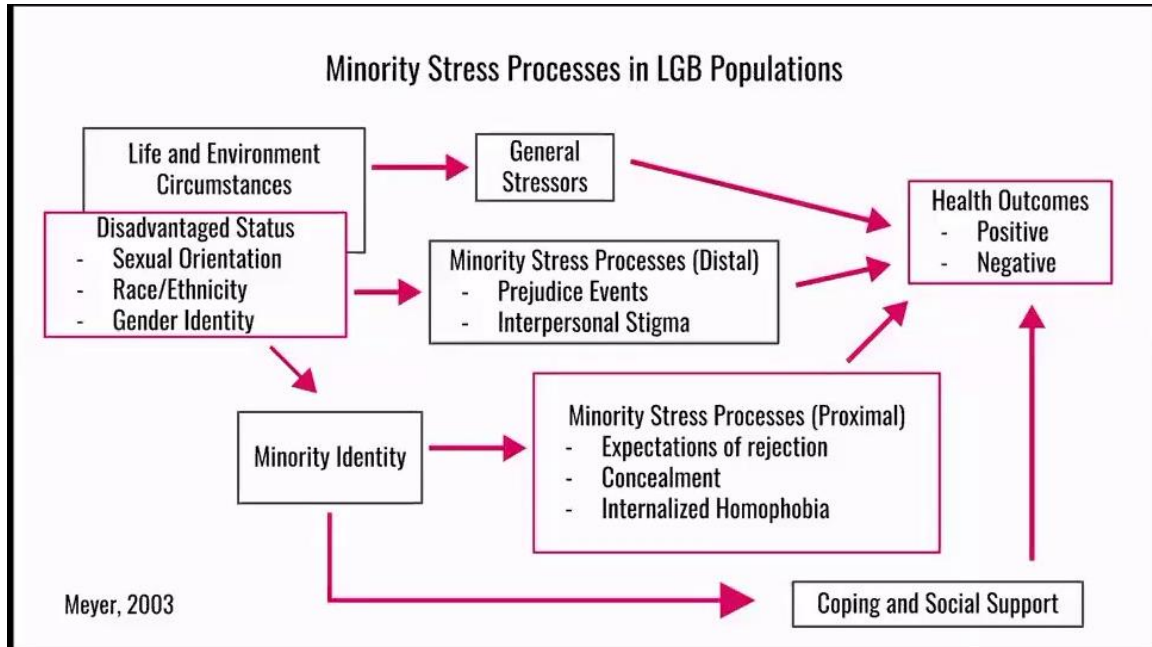 Minority Stress Processes in LGB Populations
Life and Environment
Circumstances
General
Stressors
Disadvantaged Status
- Sexual Orientation
- Race/Ethnicity
- Gender Identity
Minority Stress Processes (Distal)
- Prejudice Events
- Interpersonal Stigma
Health Outcomes
- Positive
- Negative
Minority Identity
Minority Stress Processes (Proximal)
- Expectations of rejection
- Concealment
- Internalized Homophobia
Coping and Social Support
Meyer, 2003